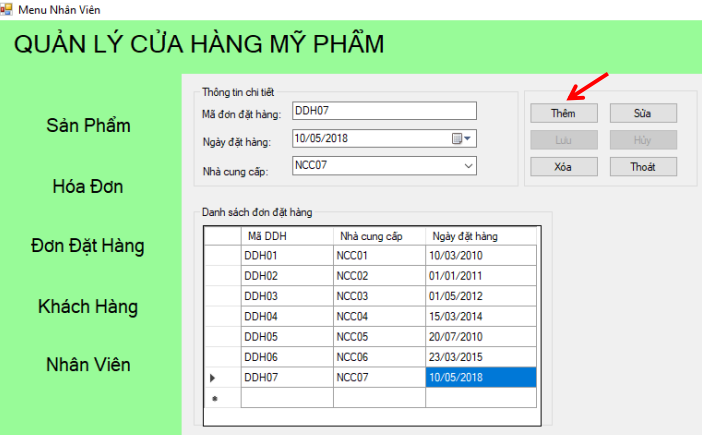 Menu Nhân Viên
QUẢN LÝ CỬA HÀNG MỸ PHẨM
Sản Phẩm
Hóa Đơn
Đơn Đặt Hàng
Khách Hàng
Nhân Viên
Thông tin chi tiết
Mã đơn đặt hàng: DDH07
Ngày đặt hàng: 10/05/2018
Nhà cung cấp: NCC07
Thêm Sửa
Lưu Hủy
Xóa Thoát
Danh sách đơn đặt hàng
Mã DDH Nhà cung cấp Ngày đặt hàng
DDH01 NCC01 10/03/2010
DDH02 NCC02 01/01/2011
DDH03 NCC03 01/05/2012
DDH04 NCC04 15/03/2014
DDH05 NCC05 20/07/2010
DDH06 NCC06 23/03/2015
DDH07 NCC07 10/05/2018